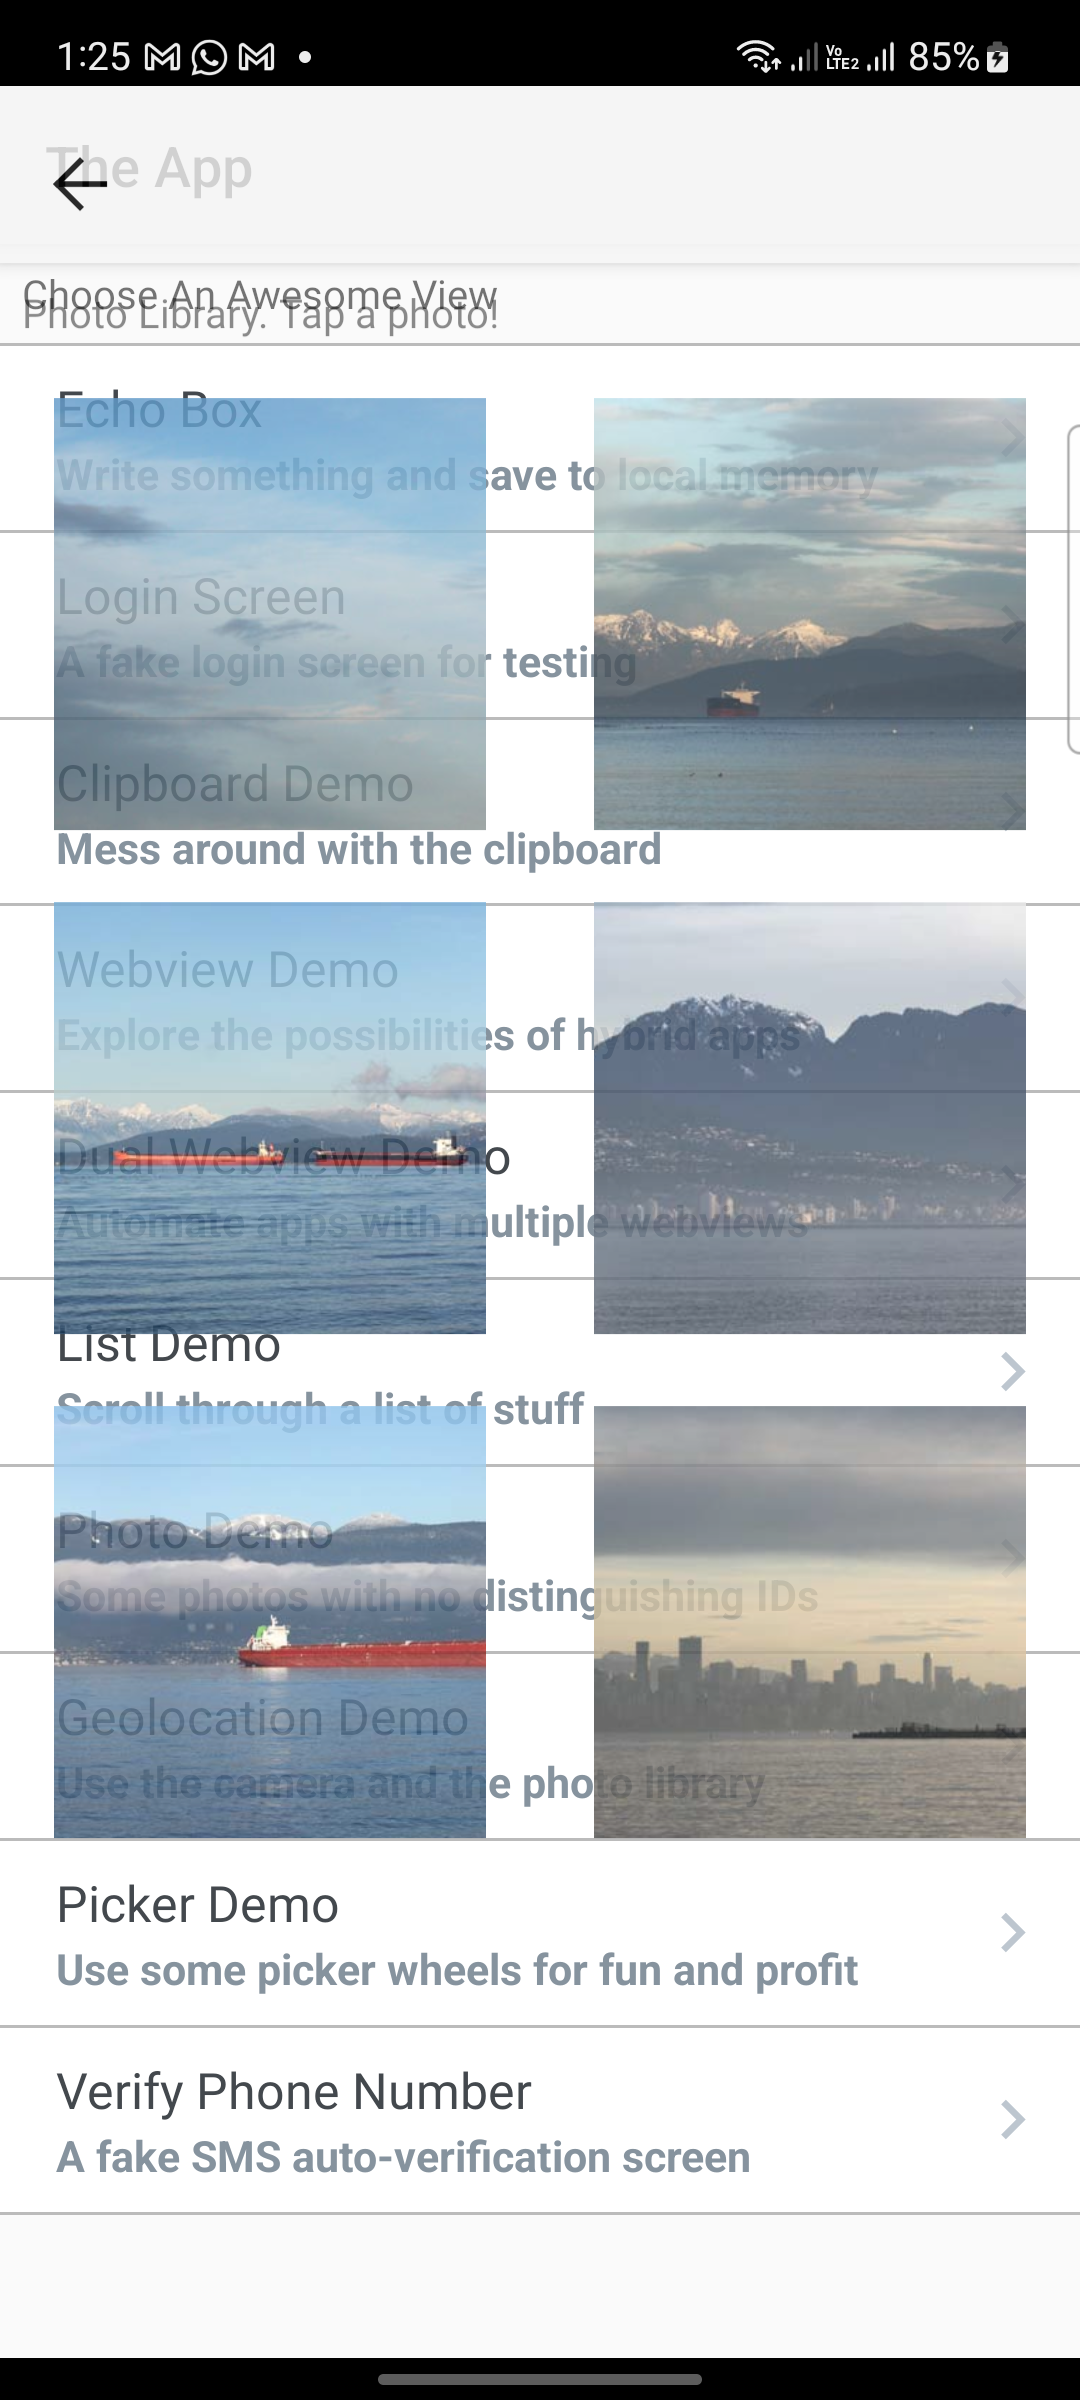 1:25 Vo LTE2 85%
The App
Choose An Awesome View
Photo Library. Tap a photo!
Echo Box
Write something and save to local memory
Login Screen
A fake login screen for testing
Clipboard Demo
Mess around with the clipboard
Webview Demo
Explore the possibilities of hybrid apps
Dual Webview Demo
Automate apps with multiple webviews
List Demo
Scroll through a list of stuff
Photo Demo
Some photos with no distinguishing IDs
Geolocation Demo
Use the camera and the photo library
Picker Demo
Use some picker wheels for fun and profit
Verify Phone Number
A fake SMS auto-verification screen